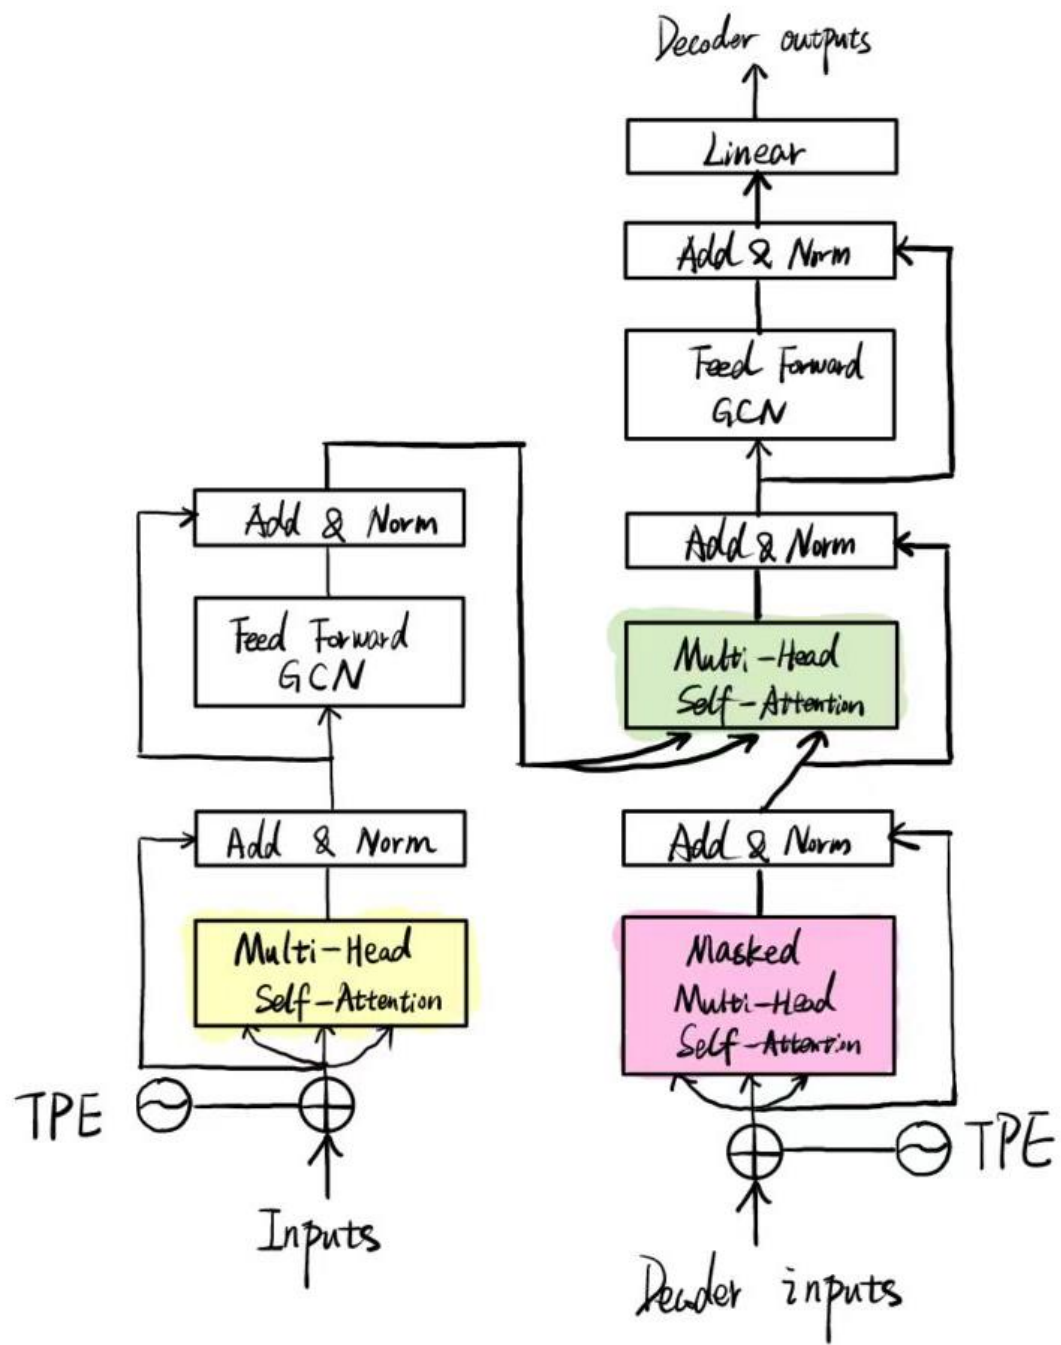 Decoder outputs
Linear
Add & Norm
Feed Forward
GCN
Add & Norm
Multi-Head
Self-Attention
Add & Norm
Masked
Multi-Head
Self-Attention
TPE
Decoder inputs
Add & Norm
Feed Forward
GCN
Add & Norm
Multi-Head
Self-Attention
TPE
Inputs